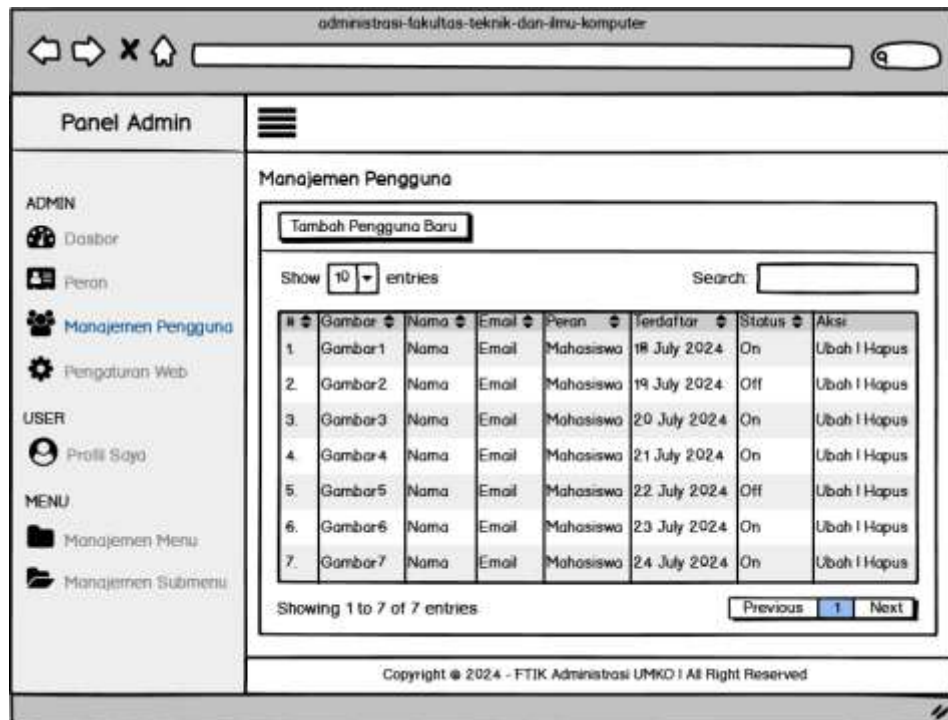 administrasi-fakultas-teknik-dan-ilmu-komputer
Panel Admin
ADMIN
Dasbor
Peran
Manajemen Pengguna
Pengaturan Web
USER
Profil Saya
MENU
Manajemen Menu
Manajemen Submenu
Manajemen Pengguna
Tambah Pengguna Baru
Show 10 entries Search:
# Gambar Nama Email Peran Terdaftar Status Aksi
1. Gambar1 Nama Email Mahasiswa 18 July 2024 On Ubah | Hapus
2. Gambar2 Nama Email Mahasiswa 19 July 2024 Off Ubah | Hapus
3. Gambar3 Nama Email Mahasiswa 20 July 2024 On Ubah | Hapus
4. Gambar4 Nama Email Mahasiswa 21 July 2024 On Ubah | Hapus
5. Gambar5 Nama Email Mahasiswa 22 July 2024 Off Ubah | Hapus
6. Gambar6 Nama Email Mahasiswa 23 July 2024 On Ubah | Hapus
7. Gambar7 Nama Email Mahasiswa 24 July 2024 On Ubah | Hapus
Showing 1 to 7 of 7 entries Previous 1 Next
Copyright @ 2024 - FTIK Administrasi UMKO | All Right Reserved